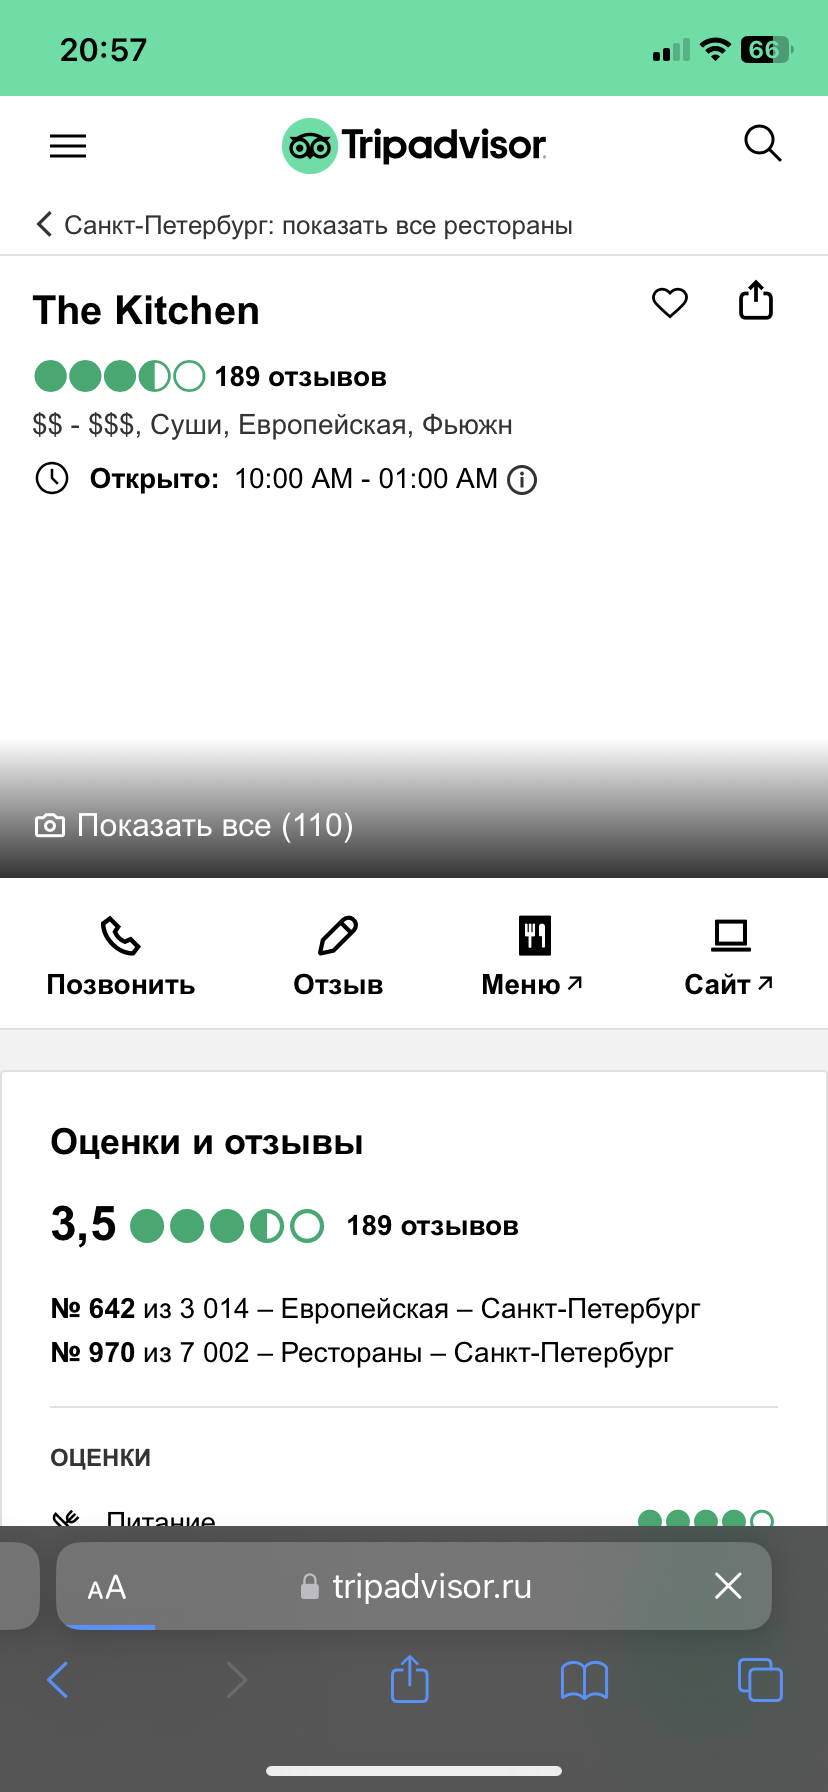 20:57
66
Tripadvisor
Санкт-Петербург: показать все рестораны
The Kitchen
189 отзывов
$$ - $$$, Суши, Европейская, Фьюжн
Открыто: 10:00 AM - 01:00 AM
Показать все (110)
Позвонить Отзыв Меню Сайт
Оценки и отзывы
3,5 189 отзывов
№ 642 из 3 014 – Европейская – Санкт-Петербург
№ 970 из 7 002 – Рестораны – Санкт-Петербург
ОЦЕНКИ
Питание
AA tripadvisor.ru